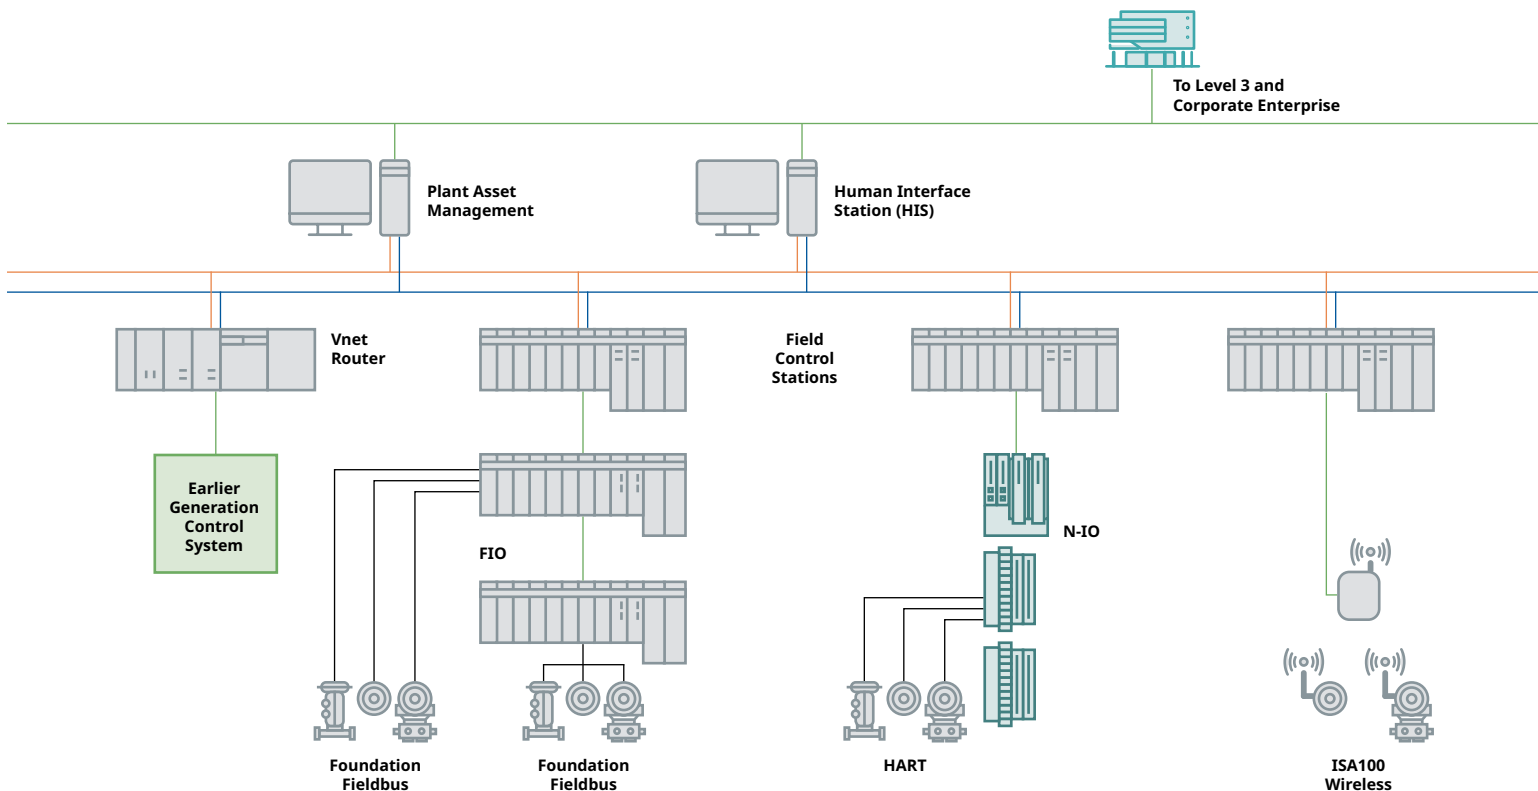 To Level 3 and
Corporate Enterprise
Plant Asset
Management
Human Interface
Station (HIS)
Vnet
Router
Field
Control
Stations
Earlier
Generation
Control
System
FIO
N-IO
Foundation
Fieldbus
Foundation
Fieldbus
HART
ISA100
Wireless